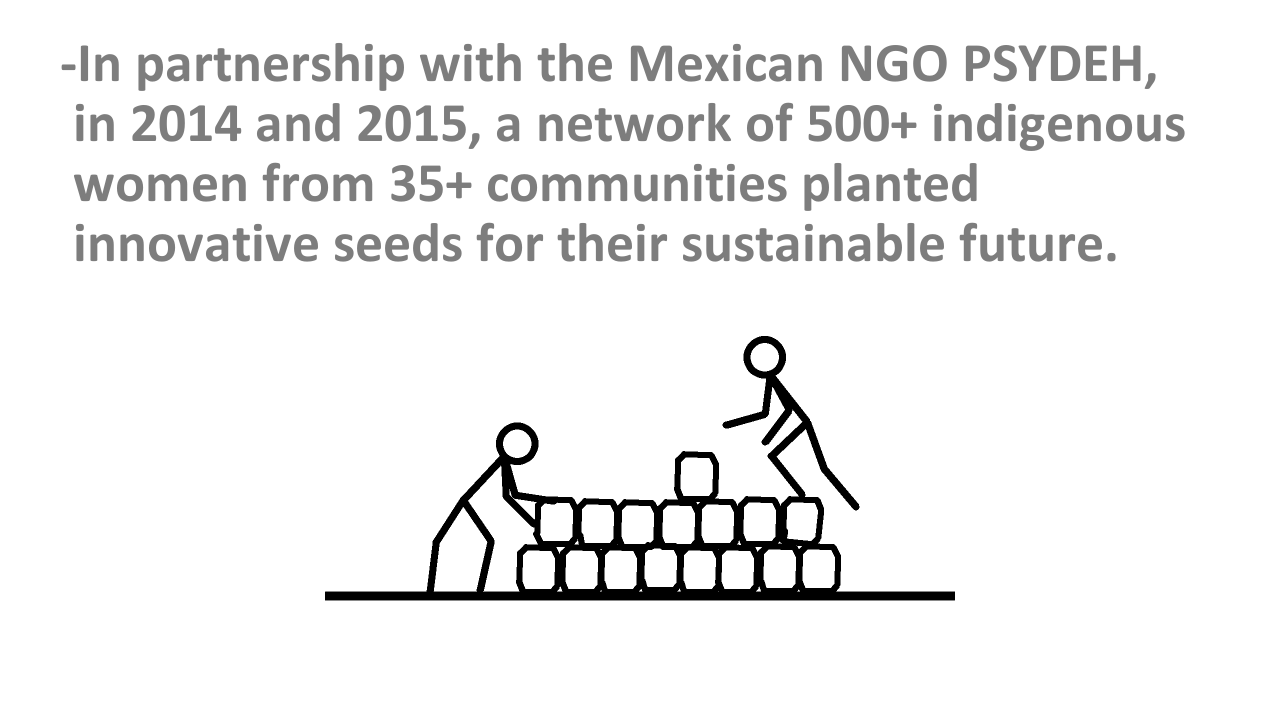 -In partnership with the Mexican NGO PSYDEH,
in 2014 and 2015, a network of 500+ indigenous
women from 35+ communities planted
innovative seeds for their sustainable future.